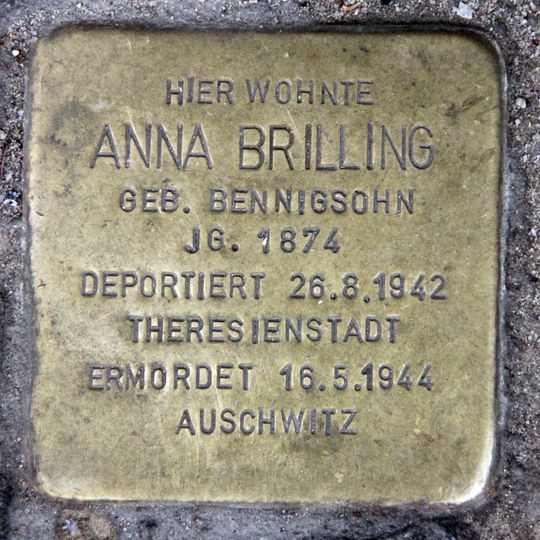 HIER WOHNTE
ANNA BRILLING
GEB. BENNIGSOHN
JG. 1874
DEPORTIERT 26.8.1942
THERESIENSTADT
ERMORDET 16.5.1944
AUSCHWITZ